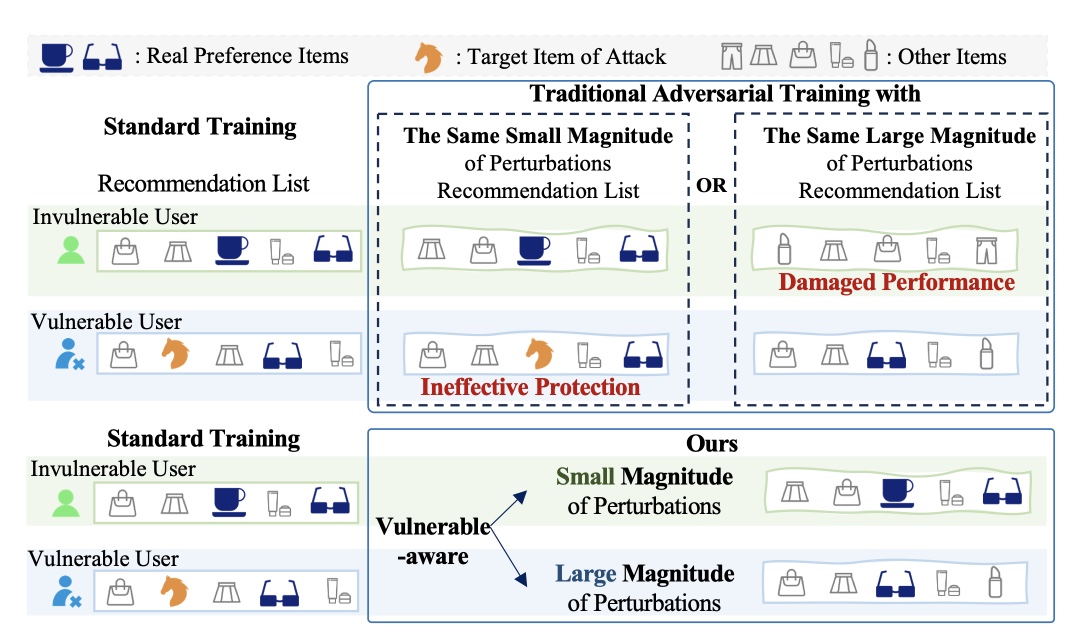 : Real Preference Items
: Target Item of Attack
: Other Items
Traditional Adversarial Training with
Standard Training
Recommendation List
The Same Small Magnitude
of Perturbations
Recommendation List
OR
The Same Large Magnitude
of Perturbations
Recommendation List
Invulnerable User
Damaged Performance
Vulnerable User
Ineffective Protection
Standard Training
Ours
Invulnerable User
Small Magnitude
of Perturbations
Vulnerable
-aware
Vulnerable User
Large Magnitude
of Perturbations